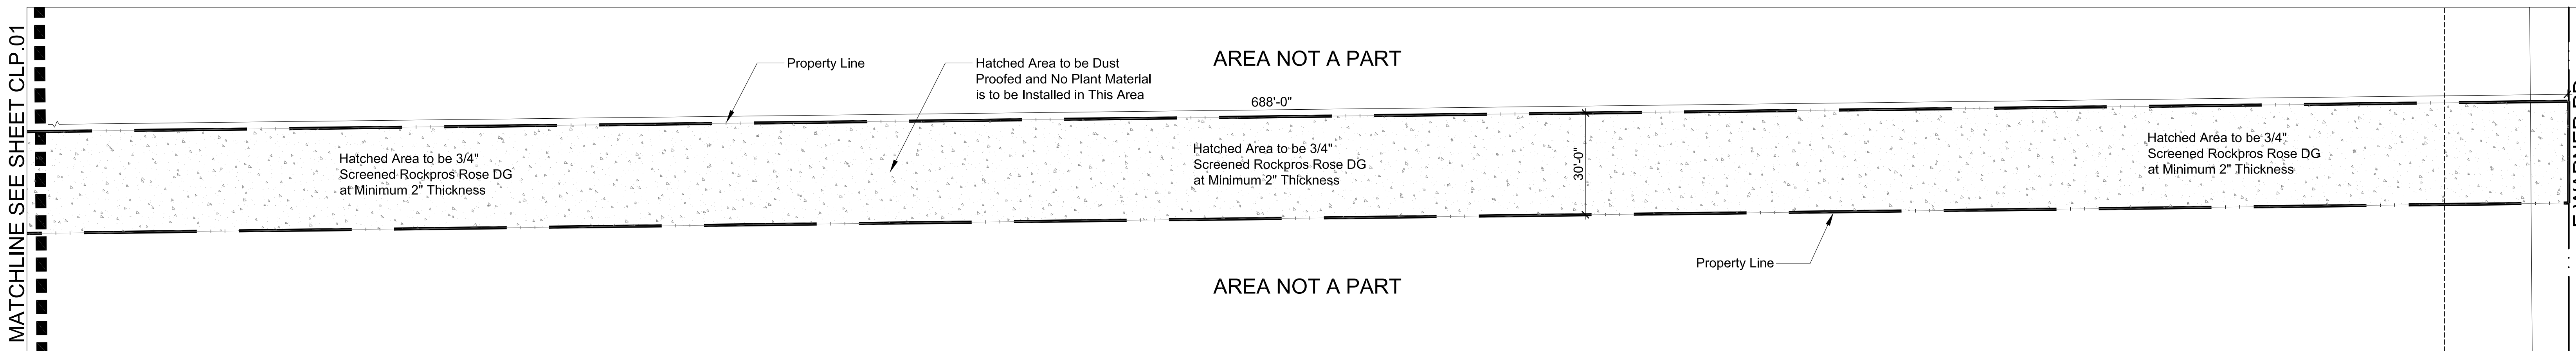 MATCHLINE SEE SHEET CLP.01
AREA NOT A PART
Property Line
Hatched Area to be Dust
Proofed and No Plant Material
is to be Installed in This Area
688'-0"
Hatched Area to be 3/4"
Screened Rockpros Rose DG
at Minimum 2" Thickness
Hatched Area to be 3/4"
Screened Rockpros Rose DG
at Minimum 2" Thickness
30'-0"
Hatched Area to be 3/4"
Screened Rockpros Rose DG
at Minimum 2" Thickness
Property Line
AREA NOT A PART